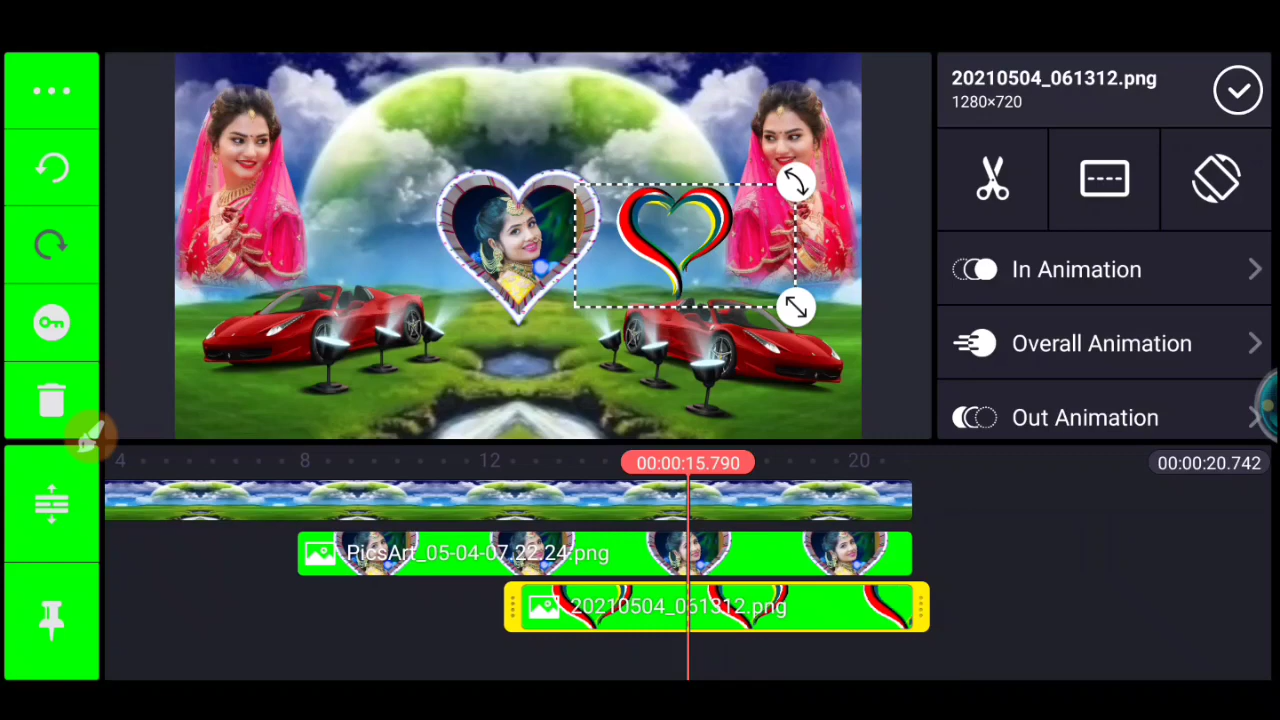 20210504_061312.png
1280×720
In Animation
Overall Animation
Out Animation
4
8
12
00:00:15.790
20
00:00:20.742
PicsArt_05-04-07.22.24.png
20210504_061312.png